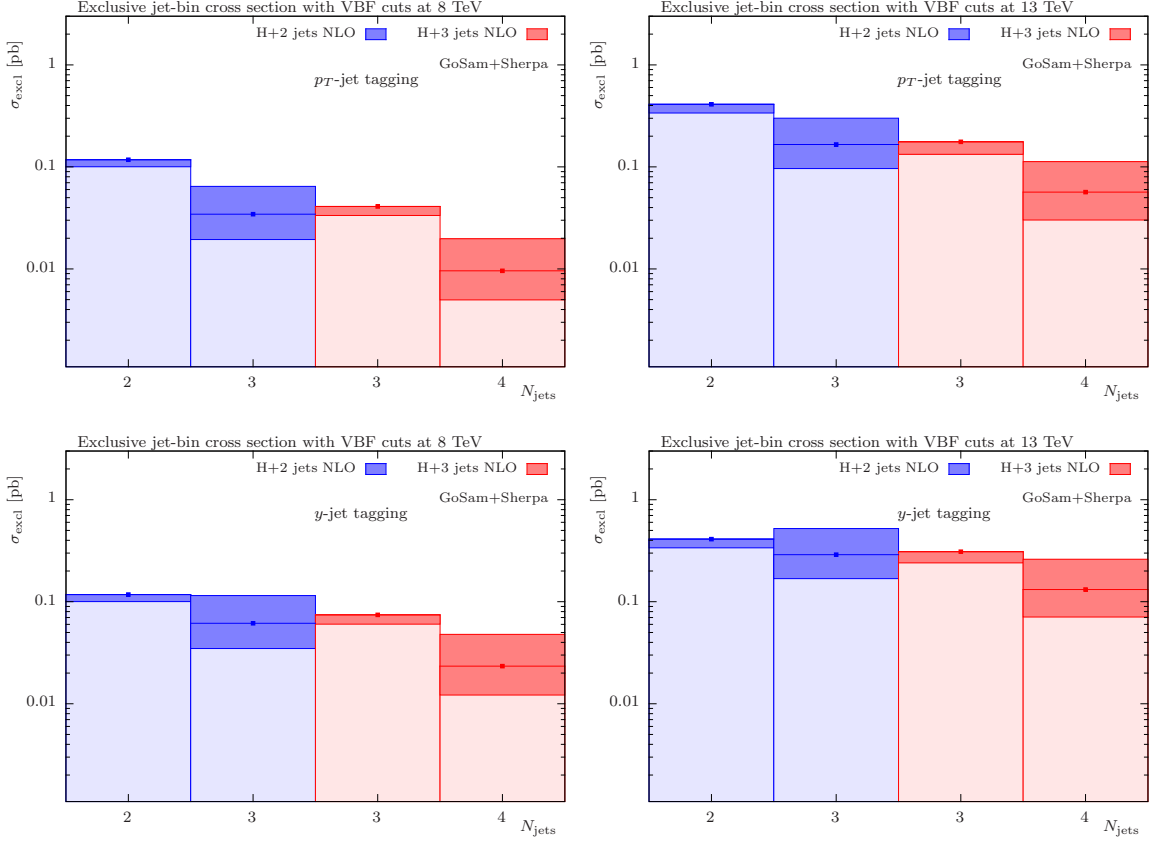 Exclusive jet-bin cross section with VBF cuts at 8 TeV
H+2 jets NLO
H+3 jets NLO
GoSam+Sherpa
p_T-jet tagging
σ_excl [pb]
1
0.1
0.01
2
3
3
4
N_jets
Exclusive jet-bin cross section with VBF cuts at 13 TeV
H+2 jets NLO
H+3 jets NLO
GoSam+Sherpa
p_T-jet tagging
σ_excl [pb]
1
0.1
0.01
2
3
3
4
N_jets
Exclusive jet-bin cross section with VBF cuts at 8 TeV
H+2 jets NLO
H+3 jets NLO
GoSam+Sherpa
y-jet tagging
σ_excl [pb]
1
0.1
0.01
2
3
3
4
N_jets
Exclusive jet-bin cross section with VBF cuts at 13 TeV
H+2 jets NLO
H+3 jets NLO
GoSam+Sherpa
y-jet tagging
σ_excl [pb]
1
0.1
0.01
2
3
3
4
N_jets